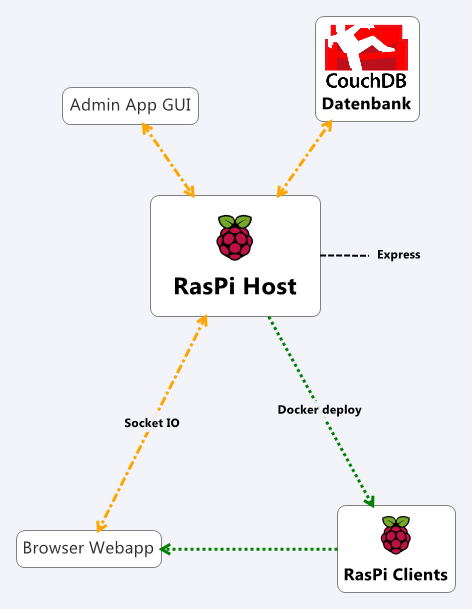 CouchDB
Datenbank
Admin App GUI
RasPi Host
Express
Docker deploy
Socket IO
Browser Webapp
RasPi Clients